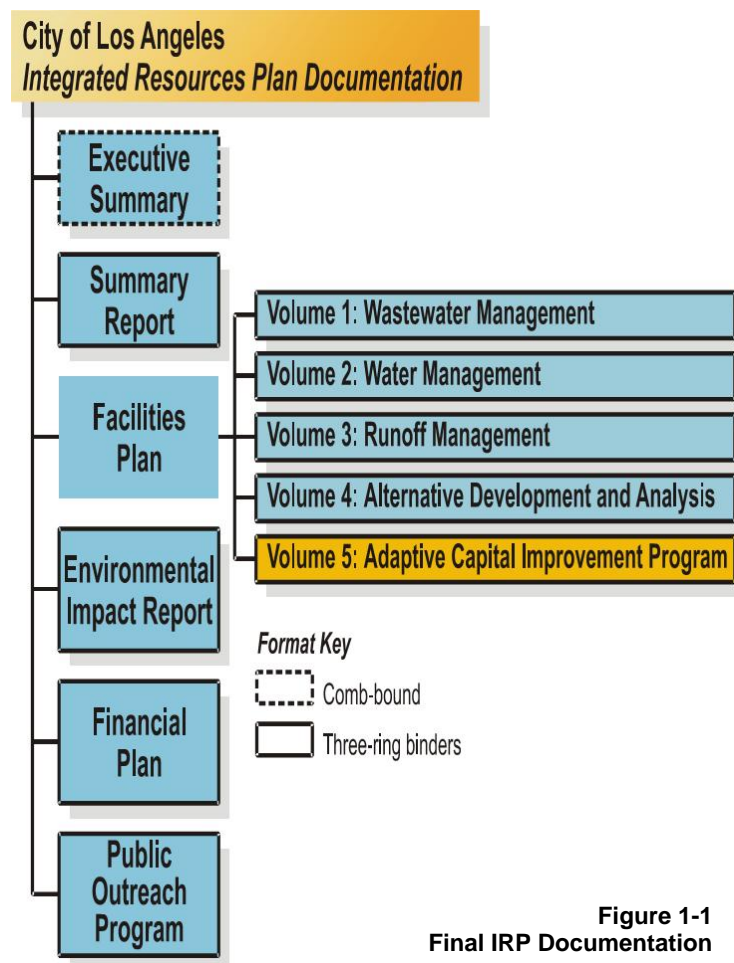 City of Los Angeles
Integrated Resources Plan Documentation
Executive
Summary
Summary
Report
Facilities
Plan
Volume 1: Wastewater Management
Volume 2: Water Management
Volume 3: Runoff Management
Volume 4: Alternative Development and Analysis
Volume 5: Adaptive Capital Improvement Program
Environmental
Impact Report
Financial
Plan
Public
Outreach
Program
Format Key
Comb-bound
Three-ring binders
Figure 1-1
Final IRP Documentation